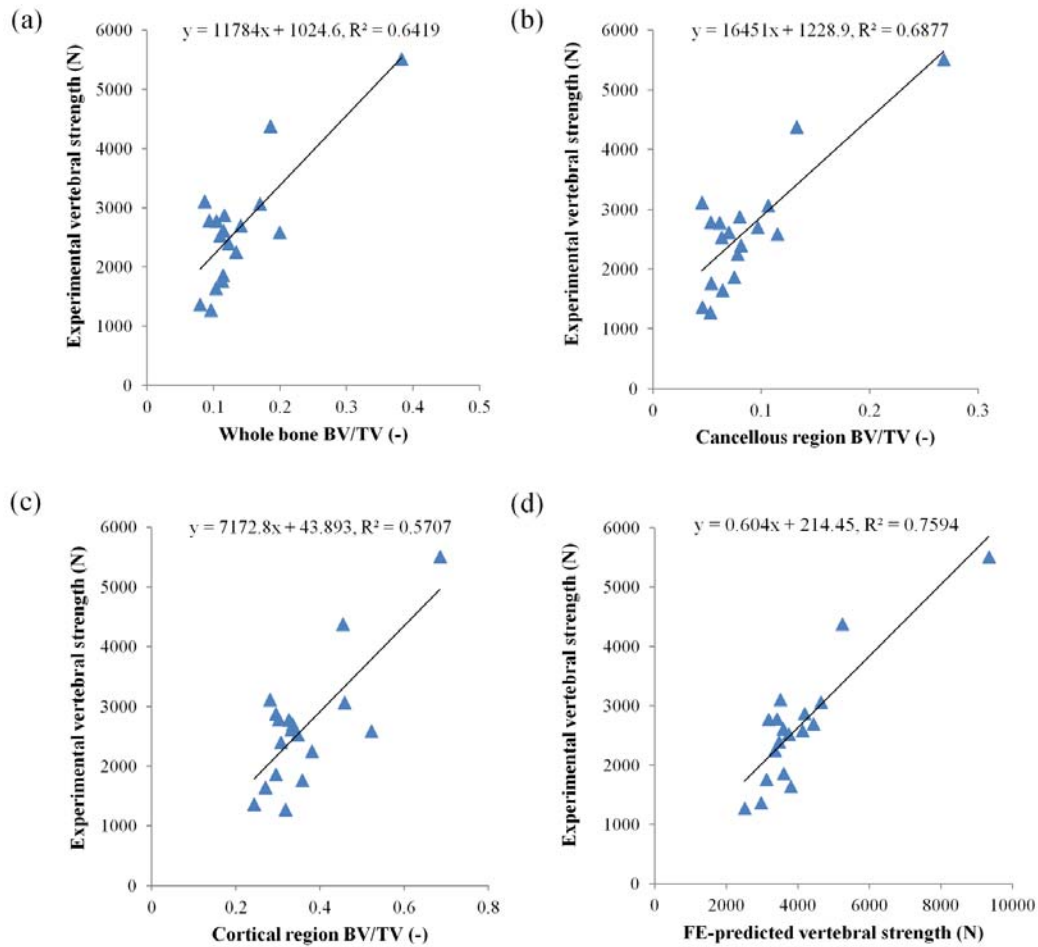 (a)
y = 11784x + 1024.6, R² = 0.6419
Experimental vertebral strength (N)
6000
5000
4000
3000
2000
1000
0
0 0.1 0.2 0.3 0.4 0.5
Whole bone BV/TV (-)
(b)
y = 16451x + 1228.9, R² = 0.6877
Experimental vertebral strength (N)
6000
5000
4000
3000
2000
1000
0
0 0.1 0.2 0.3
Cancellous region BV/TV (-)
(c)
y = 7172.8x + 43.893, R² = 0.5707
Experimental vertebral strength (N)
6000
5000
4000
3000
2000
1000
0
0 0.2 0.4 0.6 0.8
Cortical region BV/TV (-)
(d)
y = 0.604x + 214.45, R² = 0.7594
Experimental vertebral strength (N)
6000
5000
4000
3000
2000
1000
0
0 2000 4000 6000 8000 10000
FE-predicted vertebral strength (N)